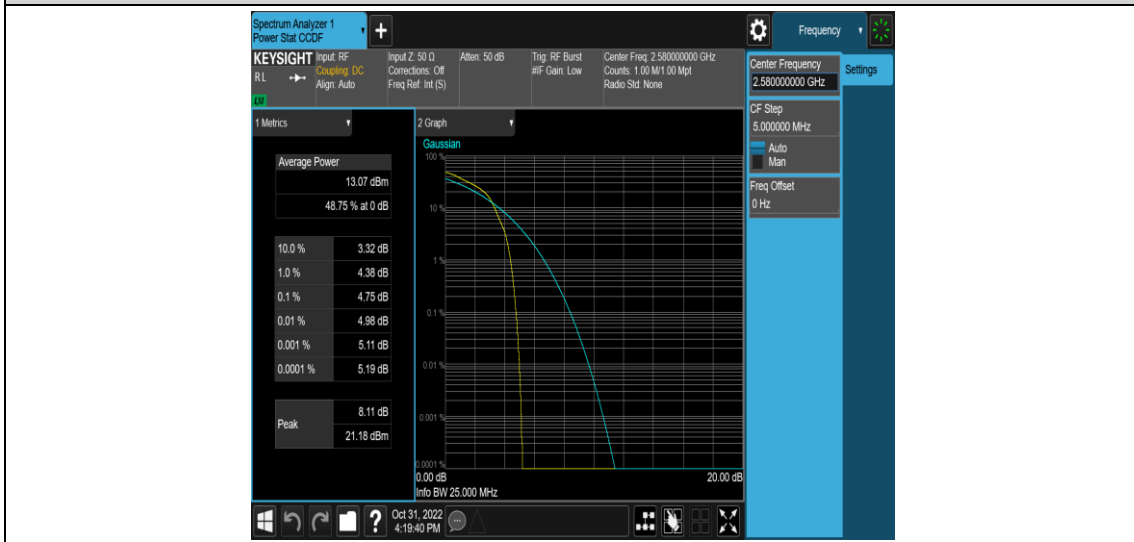 Spectrum Analyzer 1
Power Stat CCDF
Frequency
KEYSIGHT
RL
LXI
Input: RF
Coupling: DC
Align: Auto
Input Z: 50 Ω
Corrections: Off
Freq Ref: Int (S)
Atten: 50 dB
Trig: RF Burst
#IF Gain: Low
Center Freq: 2.580000000 GHz
Counts: 1.00 M/1.00 Mpt
Radio Std: None
Center Frequency
2.580000000 GHz
Settings
CF Step
5.000000 MHz
Auto
Man
Freq Offset
0 Hz
1 Metrics
Average Power
13.07 dBm
48.75 % at 0 dB
10.0 % 3.32 dB
1.0 % 4.38 dB
0.1 % 4.75 dB
0.01 % 4.98 dB
0.001 % 5.11 dB
0.0001 % 5.19 dB
Peak
8.11 dB
21.18 dBm
2 Graph
Gaussian
100 %
10 %
1 %
0.1 %
0.01 %
0.001 %
0.0001 %
0.00 dB 20.00 dB
Info BW 25.000 MHz
?
Oct 31, 2022
4:19:40 PM